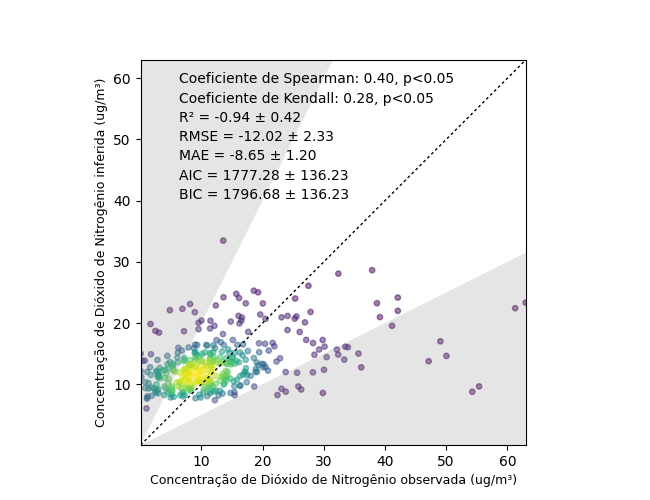 Coeficiente de Spearman: 0.40, p<0.05
Coeficiente de Kendall: 0.28, p<0.05
R² = -0.94 ± 0.42
RMSE = -12.02 ± 2.33
MAE = -8.65 ± 1.20
AIC = 1777.28 ± 136.23
BIC = 1796.68 ± 136.23
Concentração de Dióxido de Nitrogênio inferida (ug/m³)
60
50
40
30
20
10
10 20 30 40 50 60
Concentração de Dióxido de Nitrogênio observada (ug/m³)